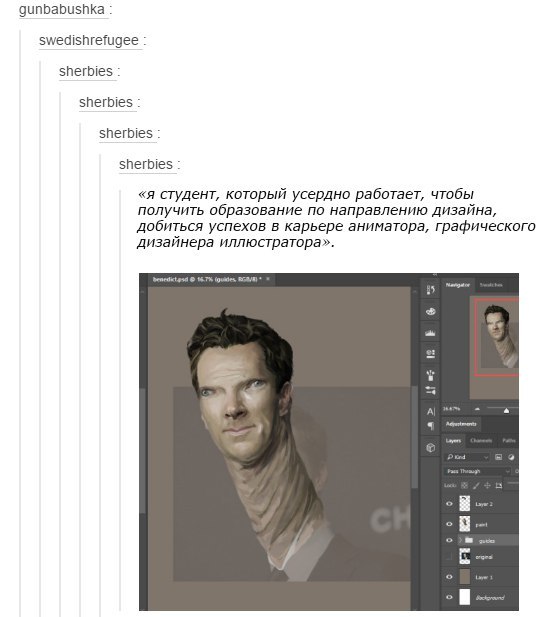 gunbabushka :
swedishrefugee :
sherbies :
sherbies :
sherbies :
sherbies :
«я студент, который усердно работает, чтобы
получить образование по направлению дизайна,
добиться успехов в карьере аниматора, графического
дизайнера иллюстратора».
benedict.psd @ 16.7% (guides, RGB/8) * ×
Navigator Swatches
16.67%
Adjustments
Layers Channels Paths
Kind
Pass Through
Lock:
Layer 2
paint
guides
original
Layer 1
Background
CH